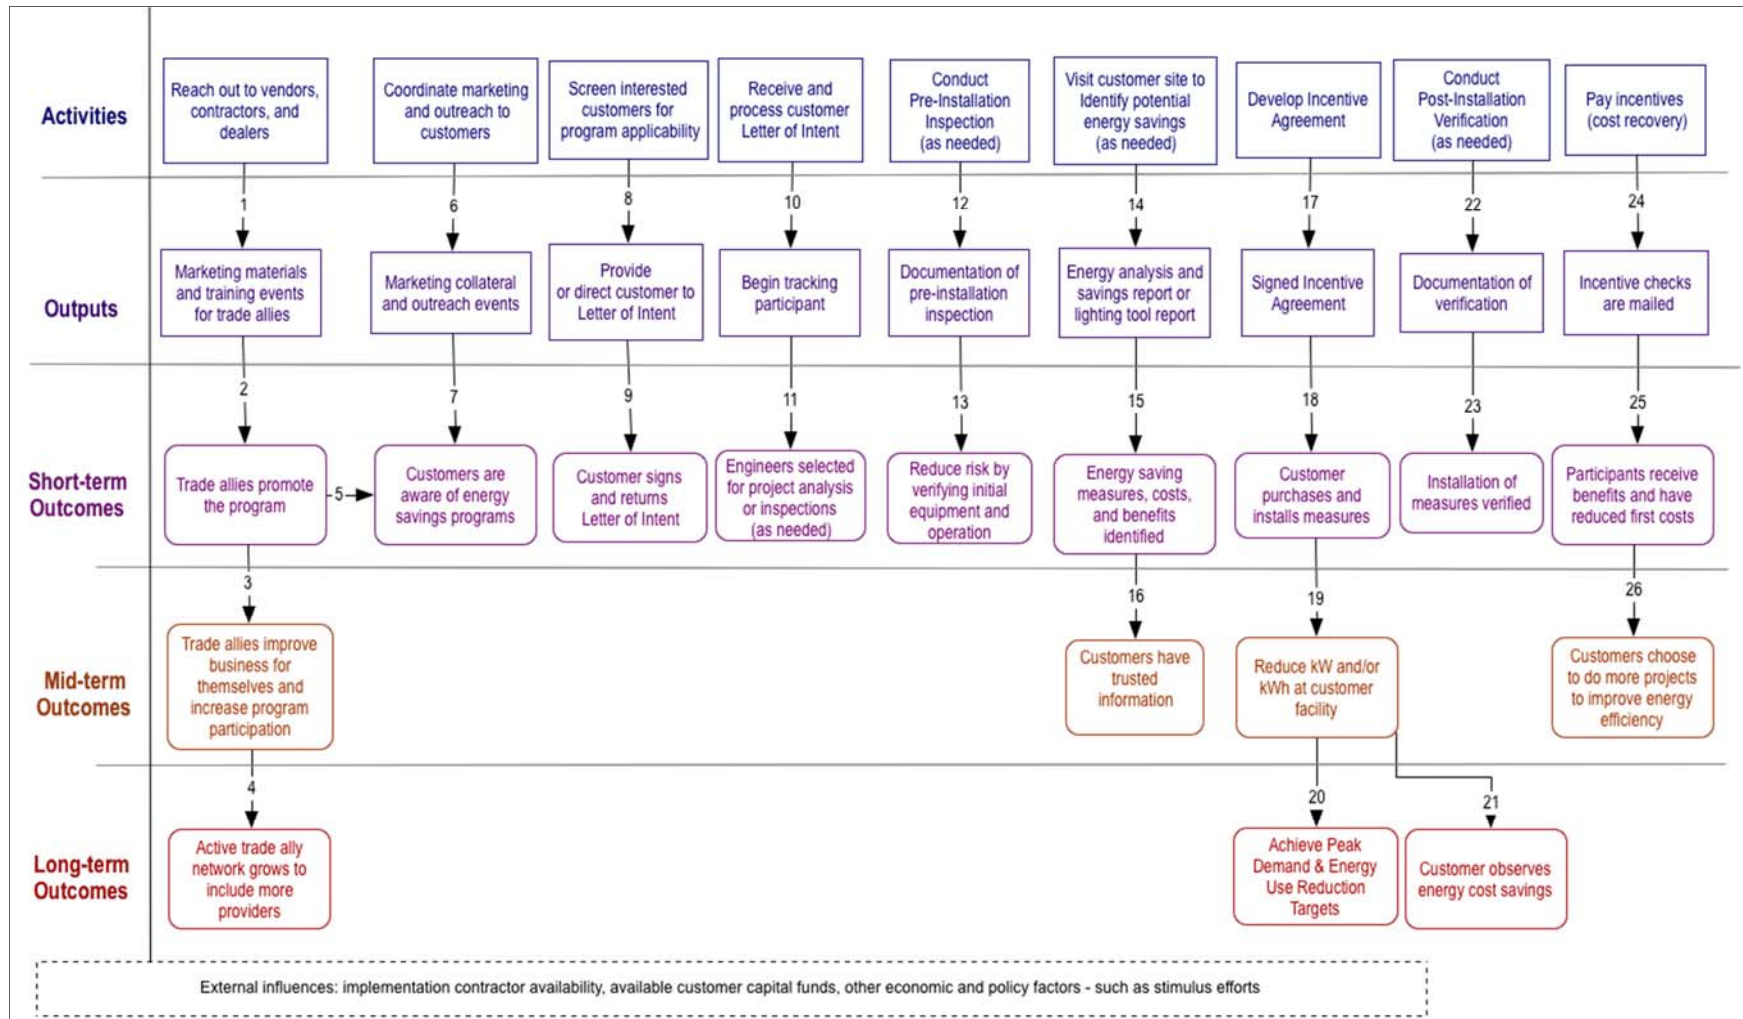 Activities
Reach out to vendors,
contractors, and
dealers
Coordinate marketing
and outreach to
customers
Screen interested
customers for
program applicability
Receive and
process customer
Letter of Intent
Conduct
Pre-Installation
Inspection
(as needed)
Visit customer site to
Identify potential
energy savings
(as needed)
Develop Incentive
Agreement
Conduct
Post-Installation
Verification
(as needed)
Pay incentives
(cost recovery)
1
6
8
10
12
14
17
22
24
Outputs
Marketing materials
and training events
for trade allies
Marketing collateral
and outreach events
Provide
or direct customer to
Letter of Intent
Begin tracking
participant
Documentation of
pre-installation
inspection
Energy analysis and
savings report or
lighting tool report
Signed Incentive
Agreement
Documentation of
verification
Incentive checks
are mailed
2
7
9
11
13
15
18
23
25
Short-term
Outcomes
Trade allies promote
the program
5
Customers are
aware of energy
savings programs
Customer signs
and returns
Letter of Intent
Engineers selected
for project analysis
or inspections
(as needed)
Reduce risk by
verifying initial
equipment and
operation
Energy saving
measures, costs,
and benefits
identified
Customer
purchases and
installs measures
Installation of
measures verified
Participants receive
benefits and have
reduced first costs
3
16
19
26
Mid-term
Outcomes
Trade allies improve
business for
themselves and
increase program
participation
Customers have
trusted
information
Reduce kW and/or
kWh at customer
facility
Customers choose
to do more projects
to improve energy
efficiency
4
20
21
Long-term
Outcomes
Active trade ally
network grows to
include more
providers
Achieve Peak
Demand & Energy
Use Reduction
Targets
Customer observes
energy cost savings
External influences: implementation contractor availability, available customer capital funds, other economic and policy factors - such as stimulus efforts